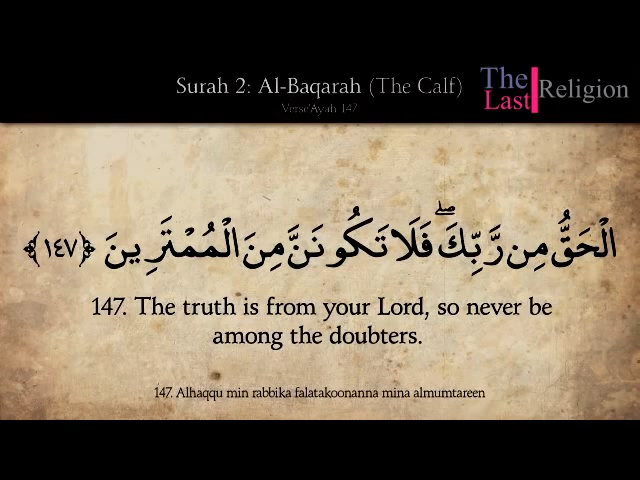 Surah 2: Al-Baqarah (The Calf)
Verse/Ayah 147
The Last Religion
الْحَقُّ مِن رَّبِّكَ ۖ فَلَا تَكُونَنَّ مِنَ الْمُمْتَرِينَ ﴿١٤٧﴾
147. The truth is from your Lord, so never be
among the doubters.
147. Alhaqqu min rabbika falatakoonanna mina almumtareen